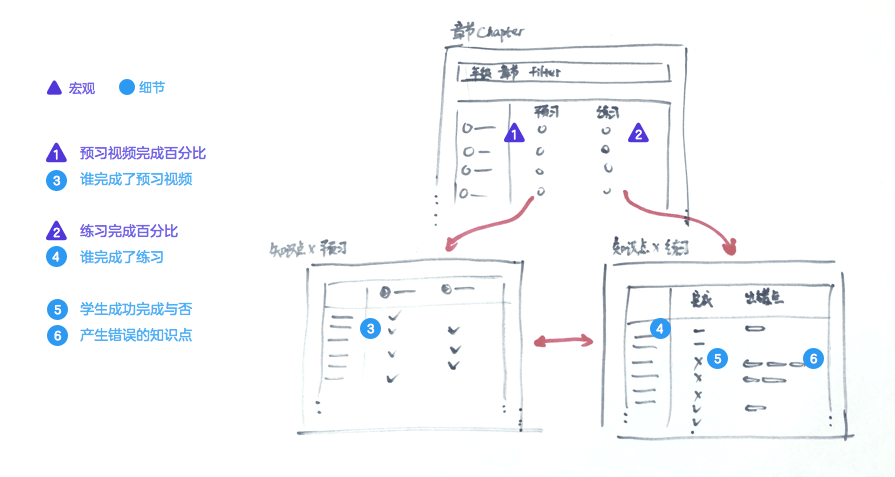 章节 Chapter
年级 章节 Filter
宏观 细节
预习 练习
1 2
1 预习视频完成百分比
3 谁完成了预习视频
2 练习完成百分比
4 谁完成了练习
知识点 x 预习
知识点 x 练习
完成 出错点
3
4
5 学生成功完成与否
6 产生错误的知识点
5 6